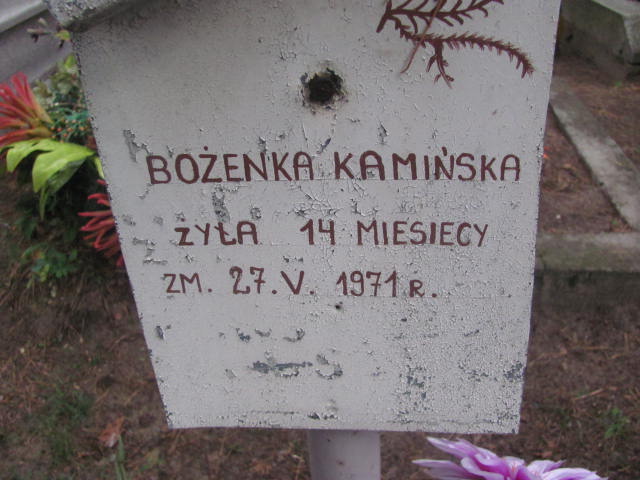 BOŻENKA KAMIŃSKA
ŻYŁA 14 MIESIĘCY
ZM. 27.V. 1971 R.